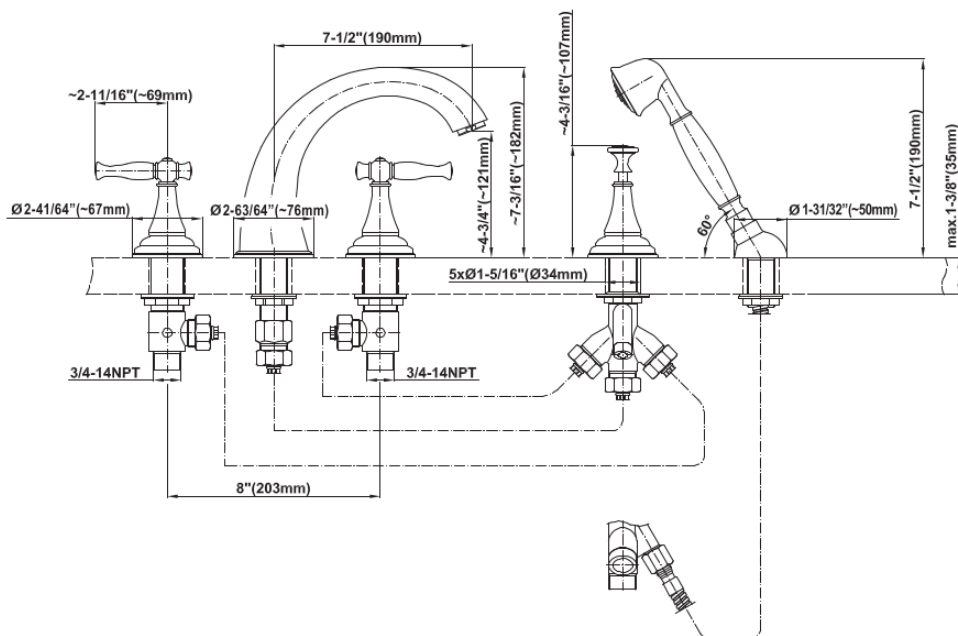 7-1/2"(190mm)
~2-11/16"(~69mm)
~4-3/16"(~107mm)
~7-3/16"(~182mm)
~4-3/4"(~121mm)
7-1/2"(190mm)
max.1-3/8"(35mm)
Ø2-41/64"(~67mm)
Ø2-63/64"(~76mm)
60°
Ø 1-31/32"(~50mm)
5xØ1-5/16"(Ø34mm)
3/4-14NPT
3/4-14NPT
8"(203mm)